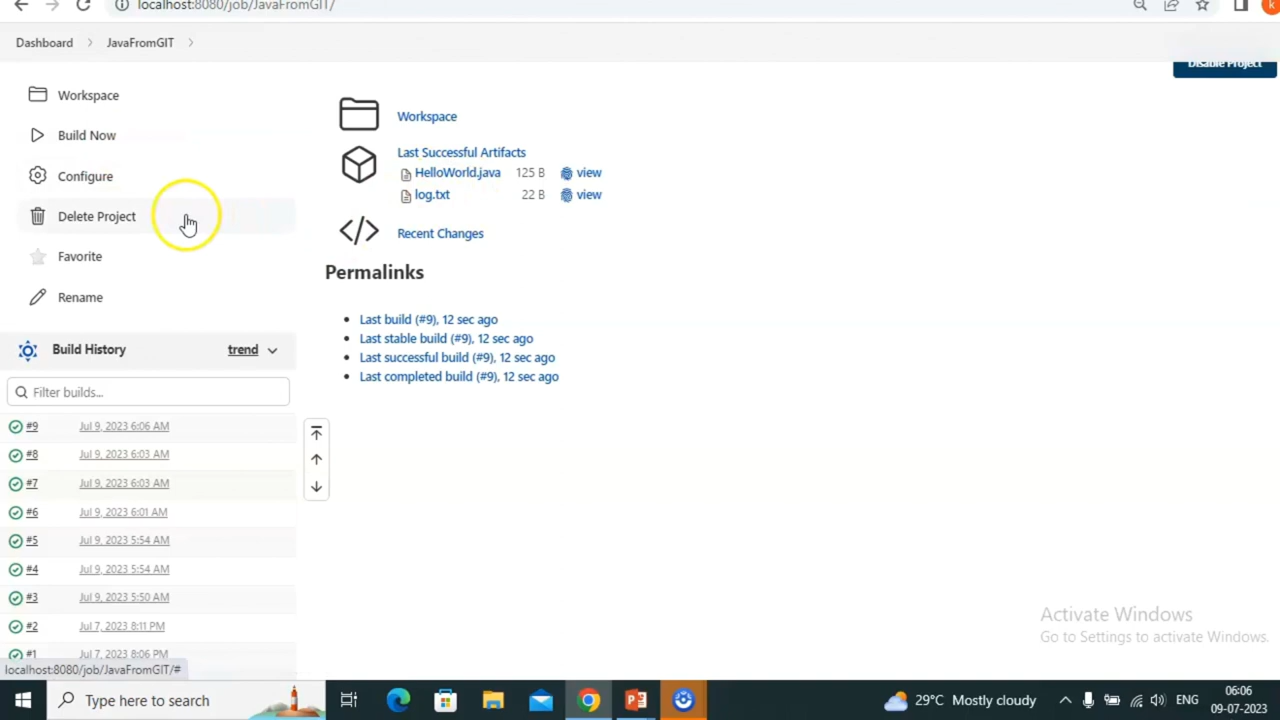 localhost:8080/job/JavaFromGIT/
k
Dashboard
JavaFromGIT
Disable Project
Workspace
Build Now
Configure
Delete Project
Favorite
Rename
Workspace
Last Successful Artifacts
HelloWorld.java 125 B view
log.txt 22 B view
Recent Changes
Permalinks
Last build (#9), 12 sec ago
Last stable build (#9), 12 sec ago
Last successful build (#9), 12 sec ago
Last completed build (#9), 12 sec ago
Build History trend
Filter builds...
#9 Jul 9, 2023 6:06 AM
#8 Jul 9, 2023 6:03 AM
#7 Jul 9, 2023 6:03 AM
#6 Jul 9, 2023 6:01 AM
#5 Jul 9, 2023 5:54 AM
#4 Jul 9, 2023 5:54 AM
#3 Jul 9, 2023 5:50 AM
#2 Jul 7, 2023 8:11 PM
#1 Jul 7, 2023 8:06 PM
localhost:8080/job/JavaFromGIT/#
Activate Windows
Go to Settings to activate Windows.
Type here to search
29°C Mostly cloudy
ENG
06:06
09-07-2023